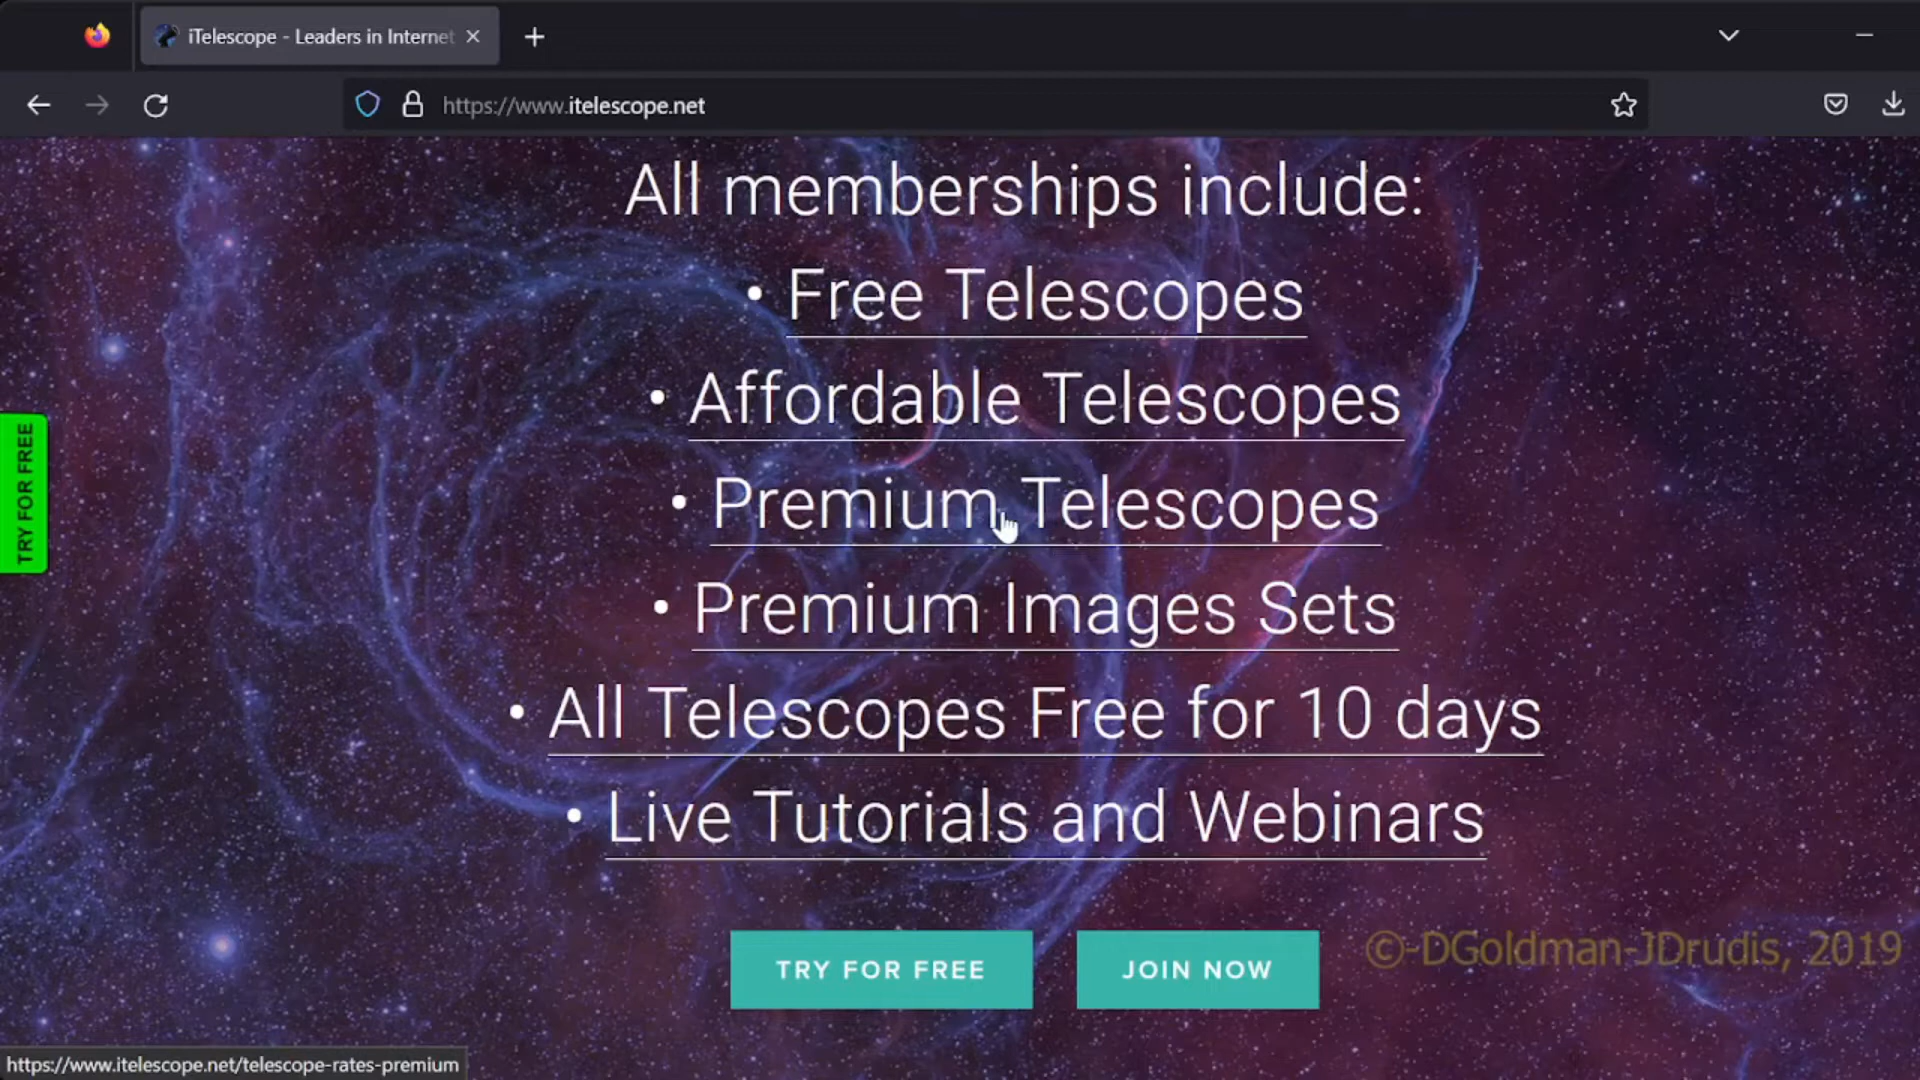 iTelescope - Leaders in Internet
https://www.itelescope.net
All memberships include:
• Free Telescopes
• Affordable Telescopes
• Premium Telescopes
• Premium Images Sets
• All Telescopes Free for 10 days
• Live Tutorials and Webinars
TRY FOR FREE
TRY FOR FREE
JOIN NOW
©-DGoldman-JDrudis, 2019
https://www.itelescope.net/telescope-rates-premium